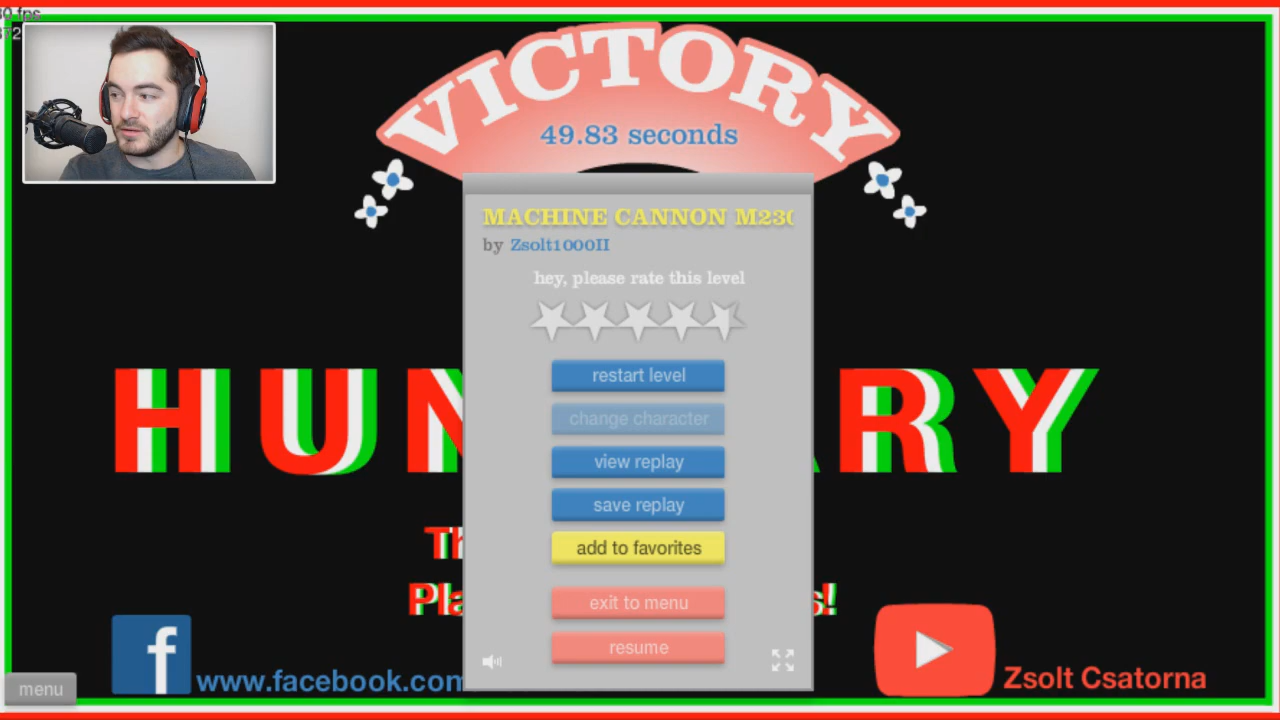 VICTORY
49.83 seconds
MACHINE CANNON M230
by Zsolt1000II
hey, please rate this level
restart level
change character
view replay
save replay
add to favorites
exit to menu
resume
HUN RY
f www.facebook.com
Zsolt Csatorna
menu